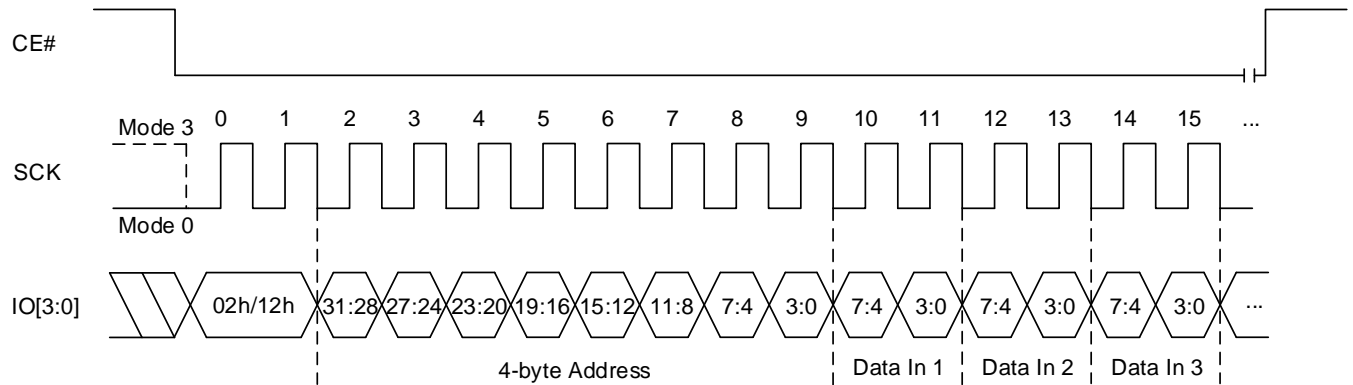 CE#
Mode 3 0 1 2 3 4 5 6 7 8 9 10 11 12 13 14 15 ...
SCK
Mode 0
IO[3:0] 02h/12h 31:28 27:24 23:20 19:16 15:12 11:8 7:4 3:0 7:4 3:0 7:4 3:0 7:4 3:0 ...
4-byte Address Data In 1 Data In 2 Data In 3